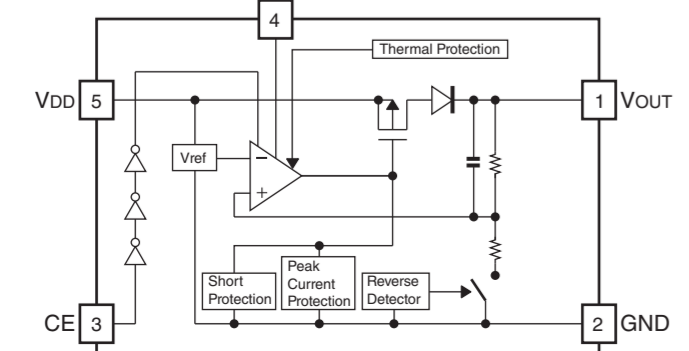 4
Thermal Protection
VDD 5
1 VOUT
Vref
−
+
Short
Protection
Peak
Current
Protection
Reverse
Detector
CE 3
2 GND